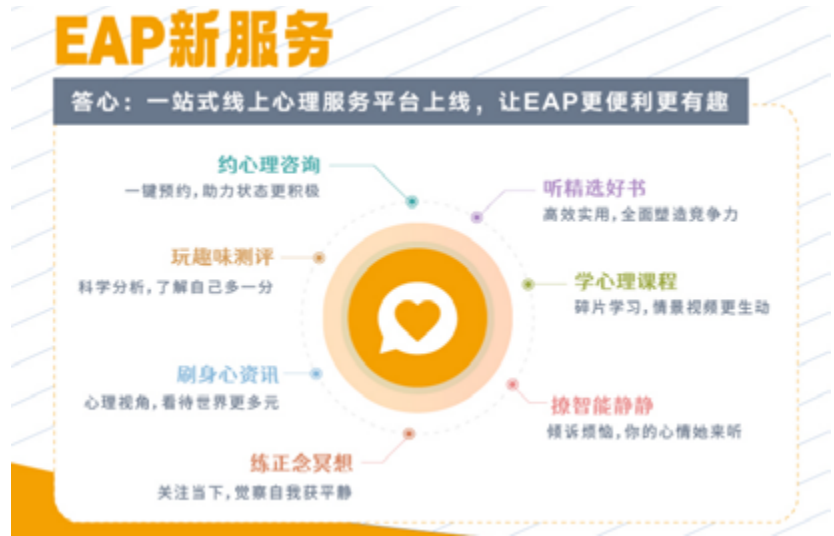 EAP新服务
答心：一站式线上心理服务平台上线，让EAP更便利更有趣
约心理咨询
一键预约，助力状态更积极
听精选好书
高效实用，全面塑造竞争力
玩趣味测评
科学分析，了解自己多一分
学心理课程
碎片学习，情景视频更生动
刷身心资讯
心理视角，看待世界更多元
撩智能静静
倾诉烦恼，你的心情她来听
练正念冥想
关注当下，觉察自我获平静